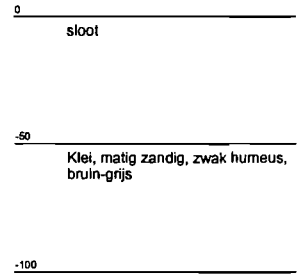 0
sloot
-50
Klei, matig zandig, zwak humeus,
bruin-grijs
-100